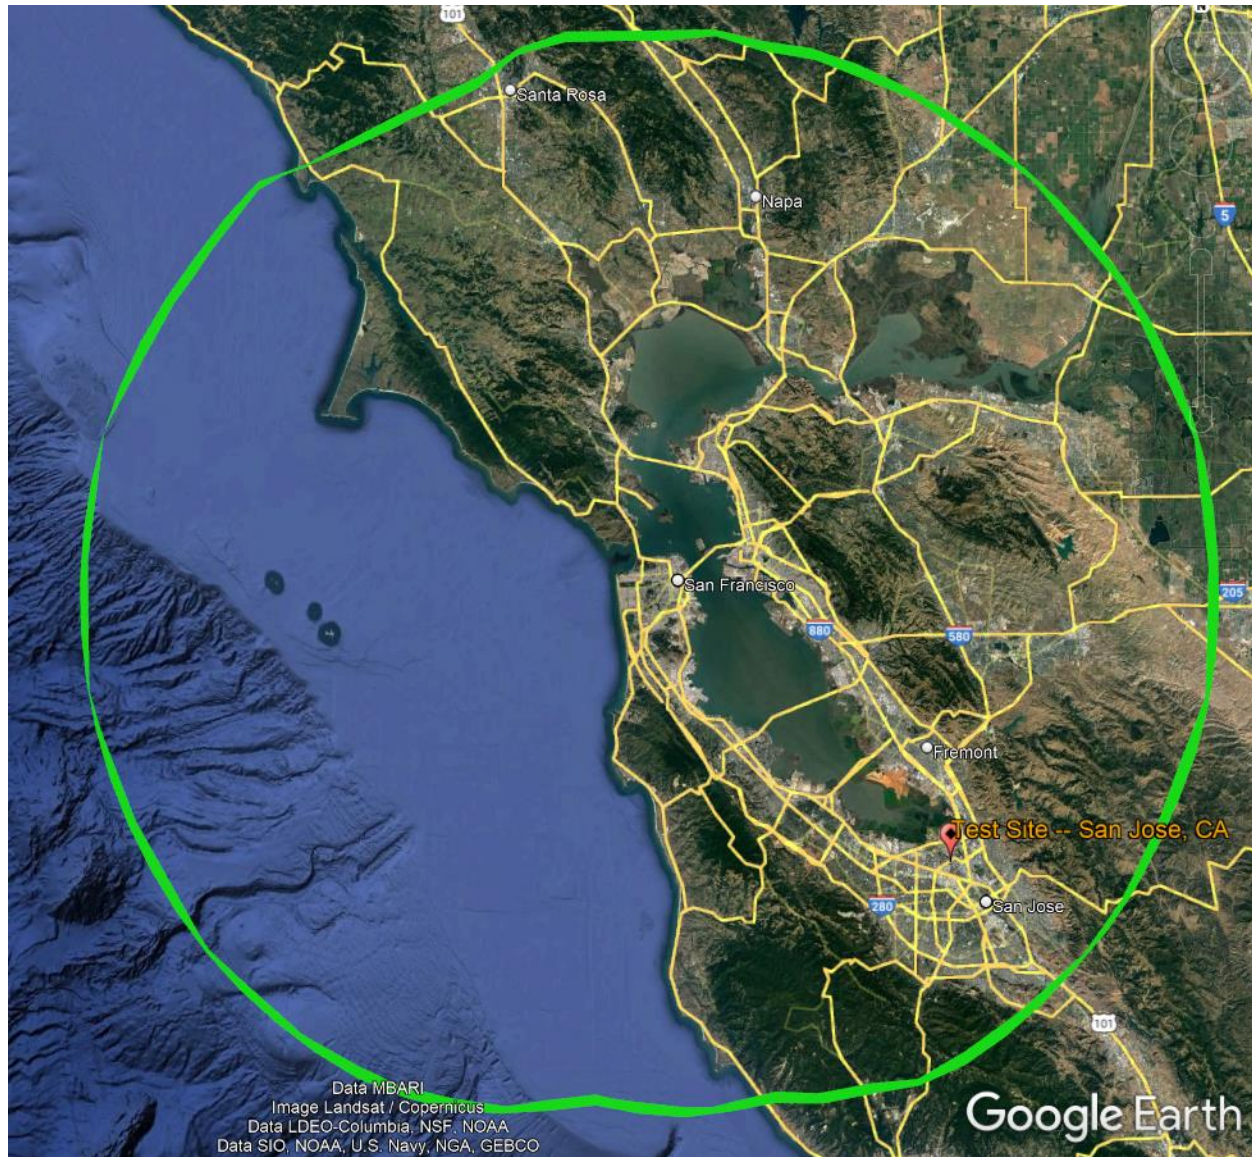 101
Santa Rosa
Napa
5
San Francisco
205
880
580
Fremont
Test Site -- San Jose, CA
280
San Jose
101
Data MBARI
Image Landsat / Copernicus
Data LDEO-Columbia, NSF, NOAA
Data SIO, NOAA, U.S. Navy, NGA, GEBCO
Google Earth